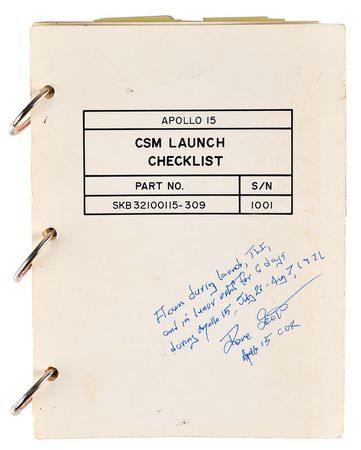 APOLLO 15
CSM LAUNCH
CHECKLIST
PART NO. S/N
SKB32100115-309 1001
Flown during launch, TLI,
and in lunar orbit for 6 days
during Apollo 15, July 26 - Aug 7, 1971
Dave Scott
Apollo 15 CDR